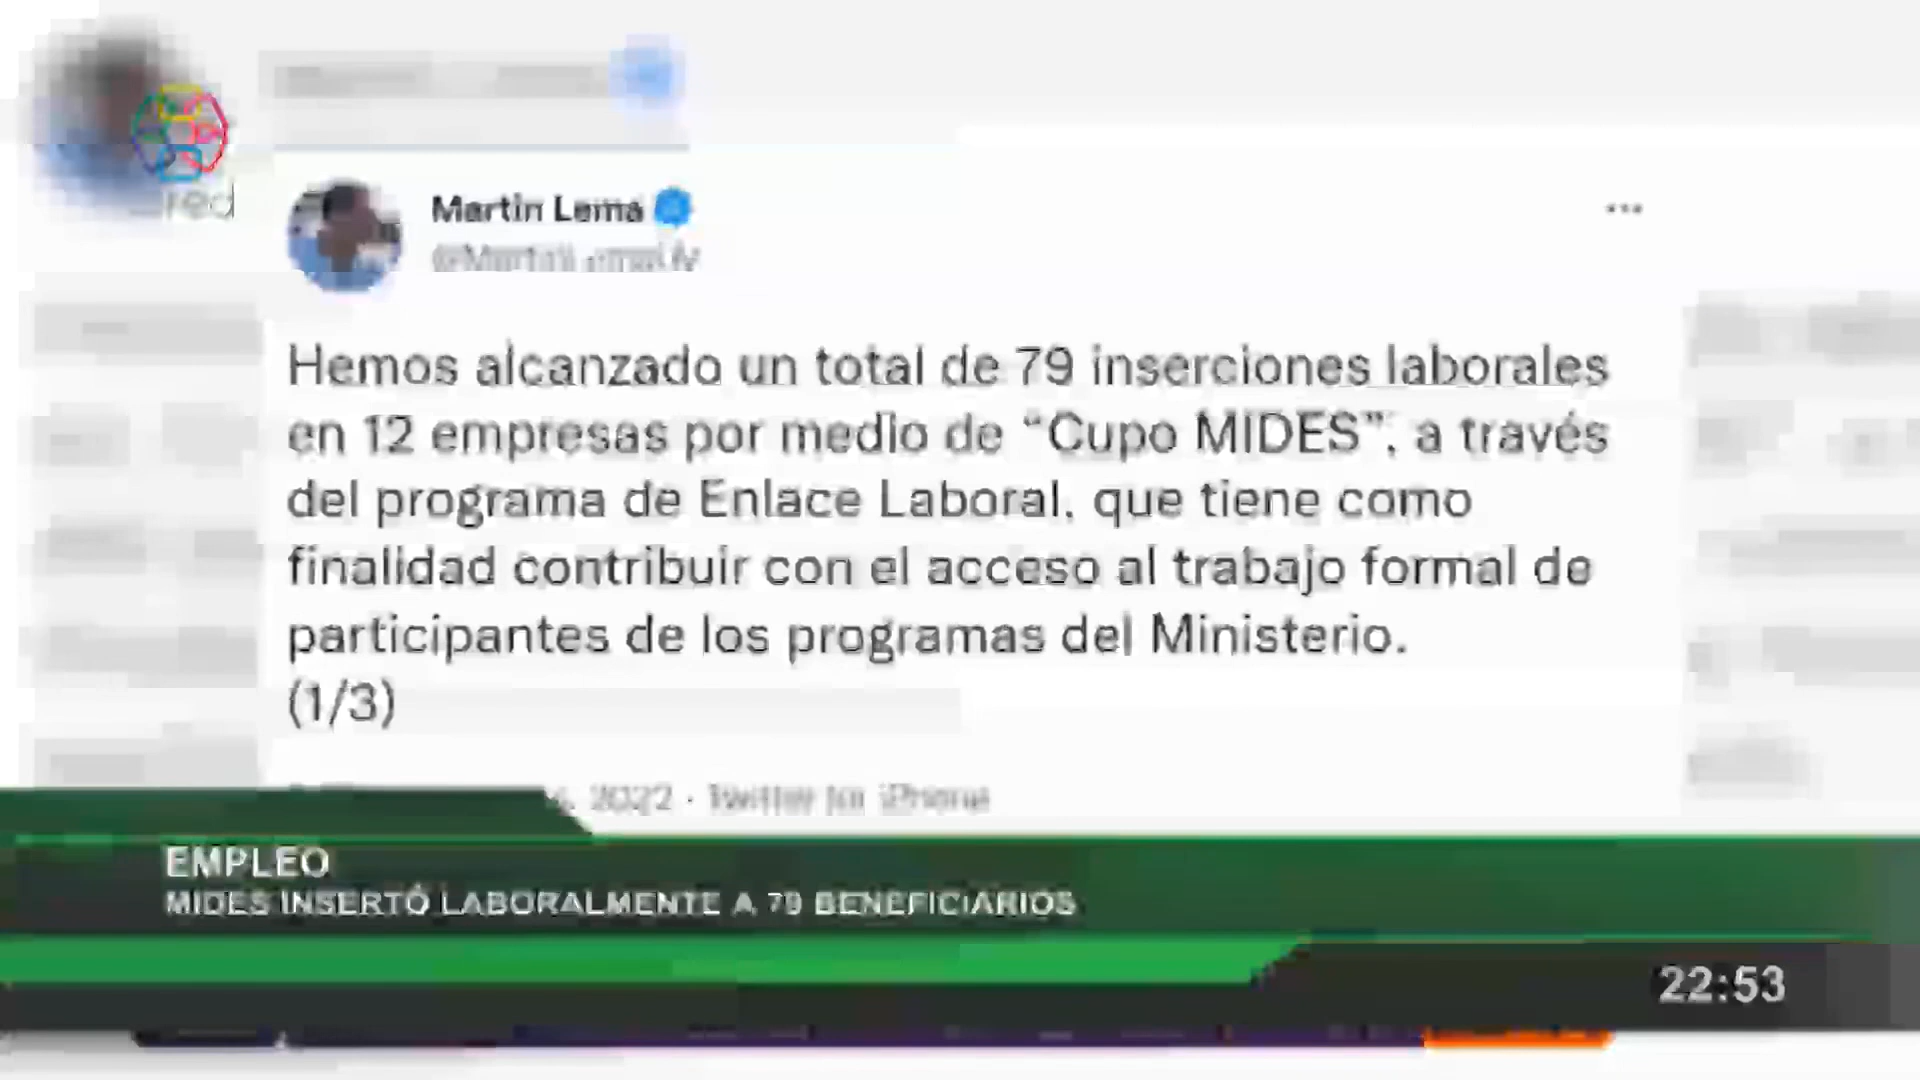 red
Martín Lema
Hemos alcanzado un total de 79 inserciones laborales
en 12 empresas por medio de “Cupo MIDES”, a través
del programa de Enlace Laboral, que tiene como
finalidad contribuir con el acceso al trabajo formal de
participantes de los programas del Ministerio.
(1/3)
2022 · Twitter for iPhone
EMPLEO
MIDES INSERTÓ LABORALMENTE A 79 BENEFICIARIOS
22:53